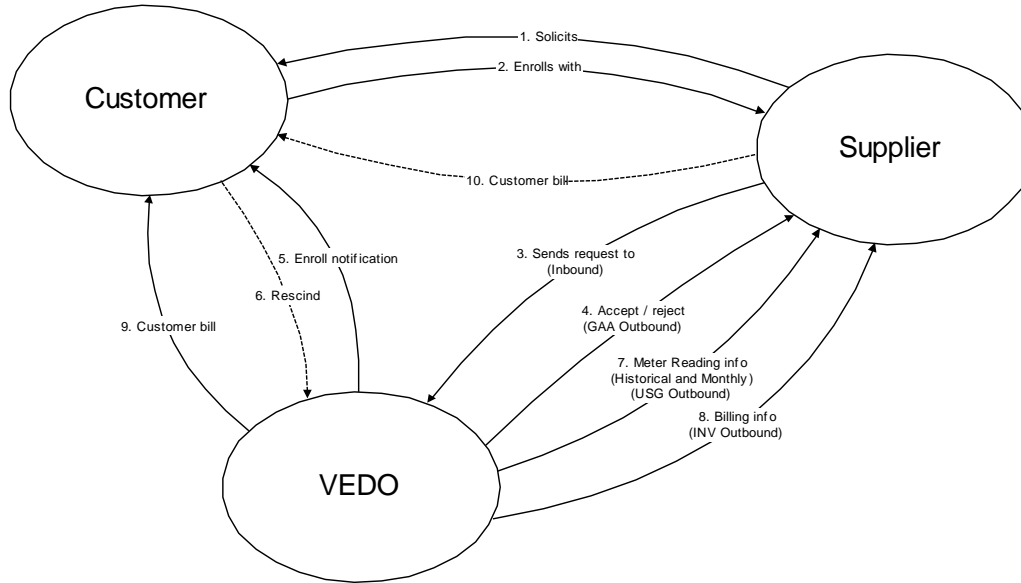 1. Solicits
2. Enrolls with
Customer
Supplier
10. Customer bill
3. Sends request to
(Inbound)
5. Enroll notification
6. Rescind
4. Accept / reject
(GAA Outbound)
9. Customer bill
7. Meter Reading info
(Historical and Monthly)
(USG Outbound)
8. Billing info
(INV Outbound)
VEDO